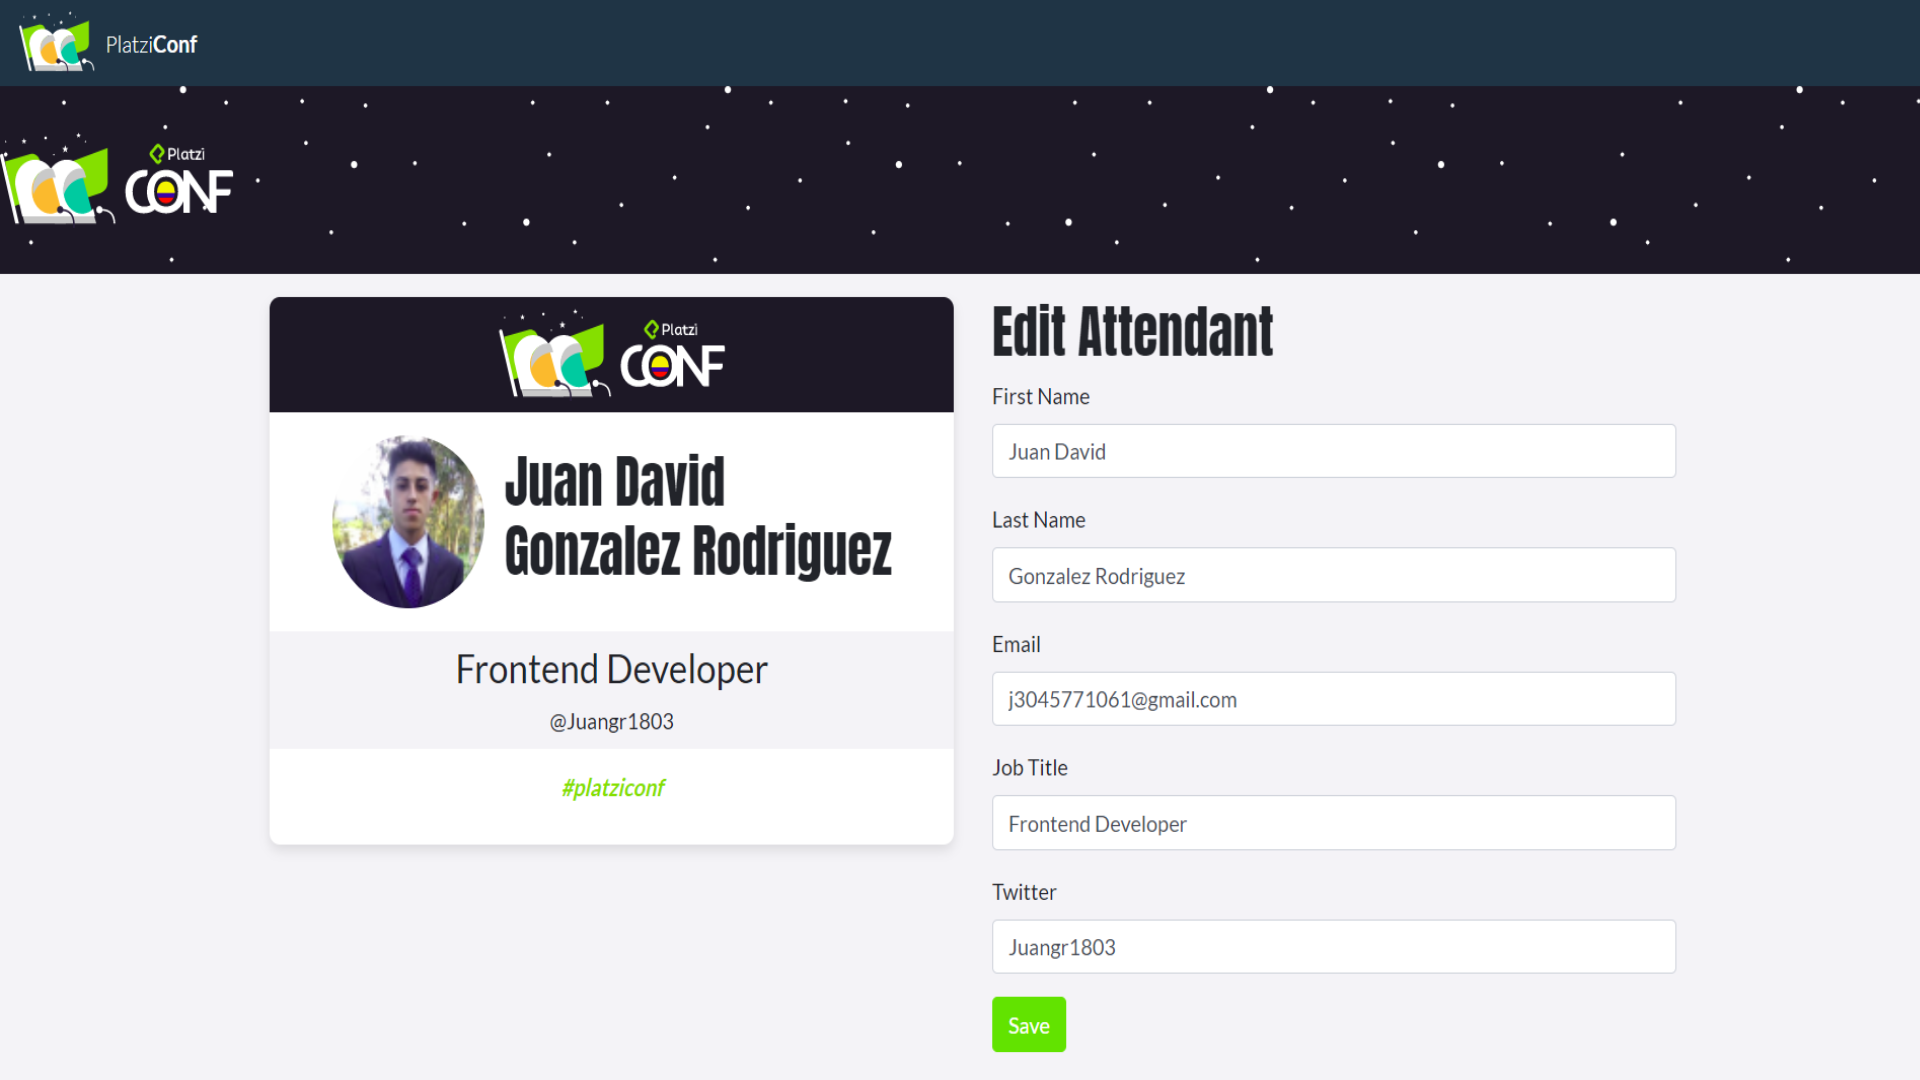 PlatziConf
Platzi
CONF
Platzi
CONF
Juan David
Gonzalez Rodriguez
Frontend Developer
@Juangr1803
#platziconf
Edit Attendant
First Name
Juan David
Last Name
Gonzalez Rodriguez
Email
j3045771061@gmail.com
Job Title
Frontend Developer
Twitter
Juangr1803
Save